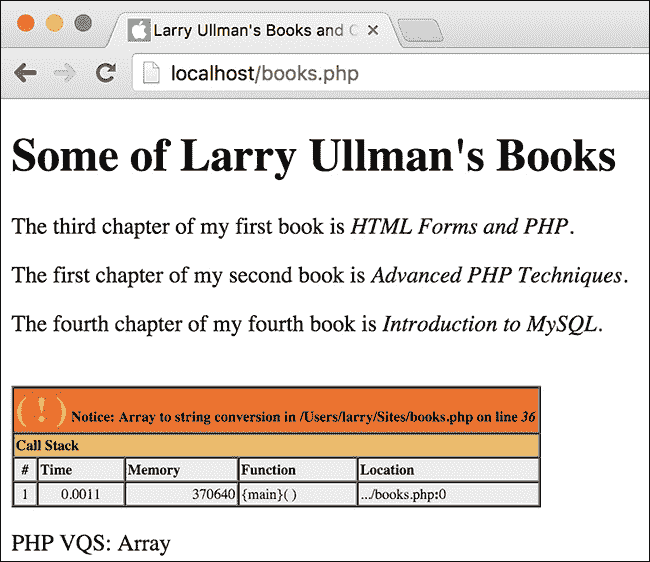 Larry Ullman's Books and C
localhost/books.php
Some of Larry Ullman's Books
The third chapter of my first book is HTML Forms and PHP.
The first chapter of my second book is Advanced PHP Techniques.
The fourth chapter of my fourth book is Introduction to MySQL.
( ! ) Notice: Array to string conversion in /Users/larry/Sites/books.php on line 36
Call Stack
# Time Memory Function Location
1 0.0011 370640 {main}( ) .../books.php:0
PHP VQS: Array